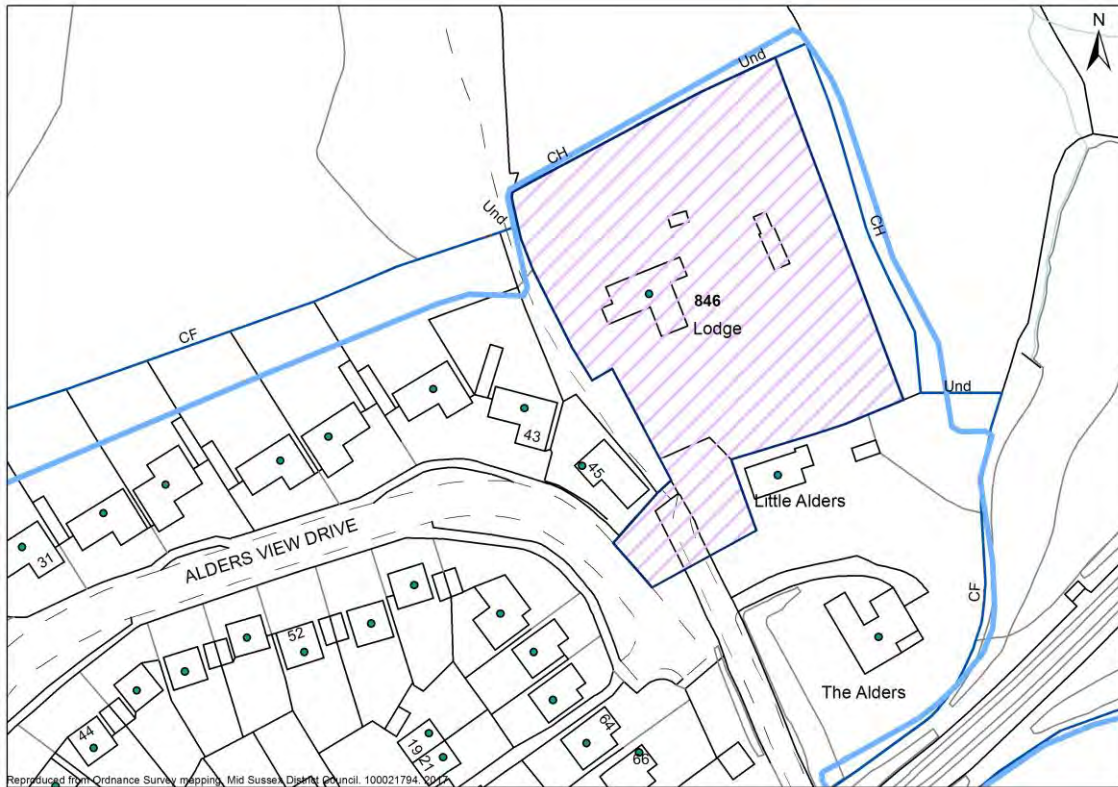 N
Und
CH
Und
CH
CF
846
Lodge
Und
43
45
Little Alders
31
ALDERS VIEW DRIVE
CF
52
The Alders
44
19
21
64
66
Reproduced from Ordnance Survey mapping, Mid Sussex District Council. 100021794. 2017